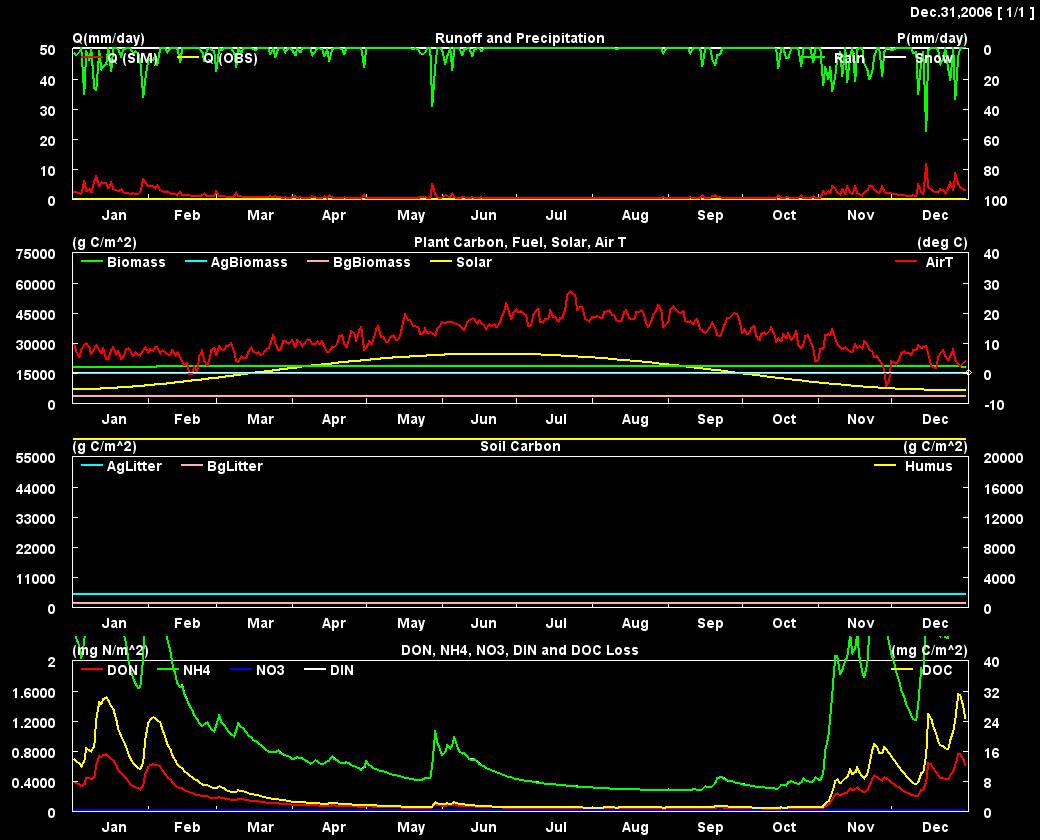 Dec.31,2006 [ 1/1 ]
Q(mm/day) Runoff and Precipitation P(mm/day)
50 0
Q (SIM) Q (OBS) Rain Snow
40 20
30 40
20 60
10 80
0 100
Jan Feb Mar Apr May Jun Jul Aug Sep Oct Nov Dec
(g C/m^2) Plant Carbon, Fuel, Solar, Air T (deg C)
75000 40
Biomass AgBiomass BgBiomass Solar AirT
60000 30
45000 20
30000 10
15000 0
0 -10
Jan Feb Mar Apr May Jun Jul Aug Sep Oct Nov Dec
(g C/m^2) Soil Carbon (g C/m^2)
55000 20000
AgLitter BgLitter Humus
44000 16000
33000 12000
22000 8000
11000 4000
0 0
Jan Feb Mar Apr May Jun Jul Aug Sep Oct Nov Dec
(mg N/m^2) DON, NH4, NO3, DIN and DOC Loss (mg C/m^2)
2 40
DON NH4 NO3 DIN DOC
1.6000 32
1.2000 24
0.8000 16
0.4000 8
0 0
Jan Feb Mar Apr May Jun Jul Aug Sep Oct Nov Dec